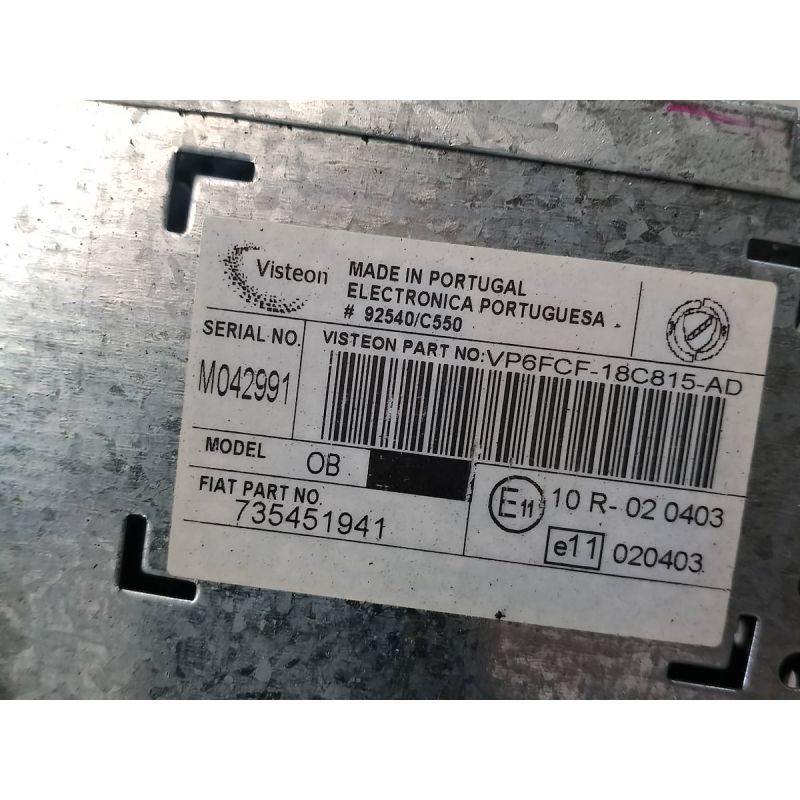 Visteon
MADE IN PORTUGAL
ELECTRONICA PORTUGUESA
# 92540/C550
SERIAL NO.
M042991
VISTEON PART NO:VP6FCF-18C815-AD
MODEL OB
FIAT PART NO.
735451941
E11 10 R- 02 0403
e11 020403